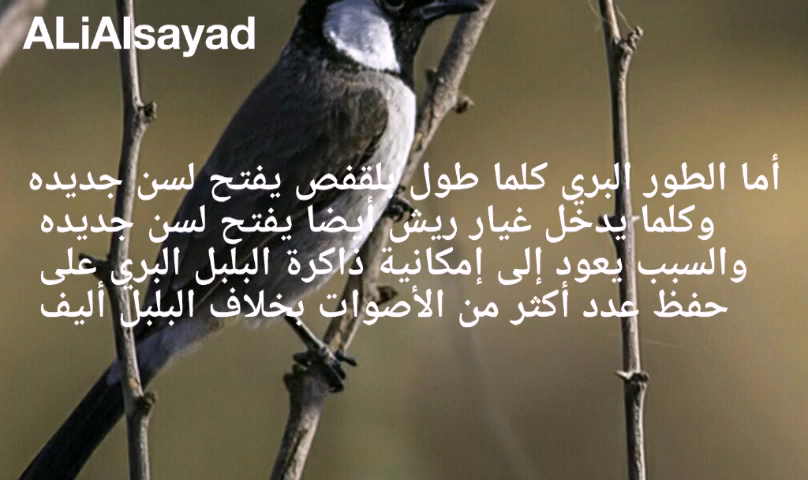 ALiAlsayad
أما الطور البري كلما طول بلقفص يفتح لسن جديده
وكلما يدخل غيار ريش أيضا يفتح لسن جديده
والسبب يعود إلى إمكانية ذاكرة البلبل البري على
حفظ عدد أكثر من الأصوات بخلاف البلبل أليف